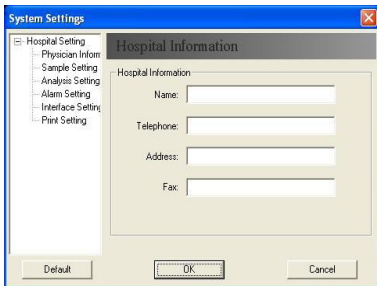 System Settings
Hospital Setting
Physician Inform
Sample Setting
Analysis Setting
Alarm Setting
Interface Setting
Print Setting
Hospital Information
Hospital Information
Name:
Telephone:
Address:
Fax:
Default
OK
Cancel